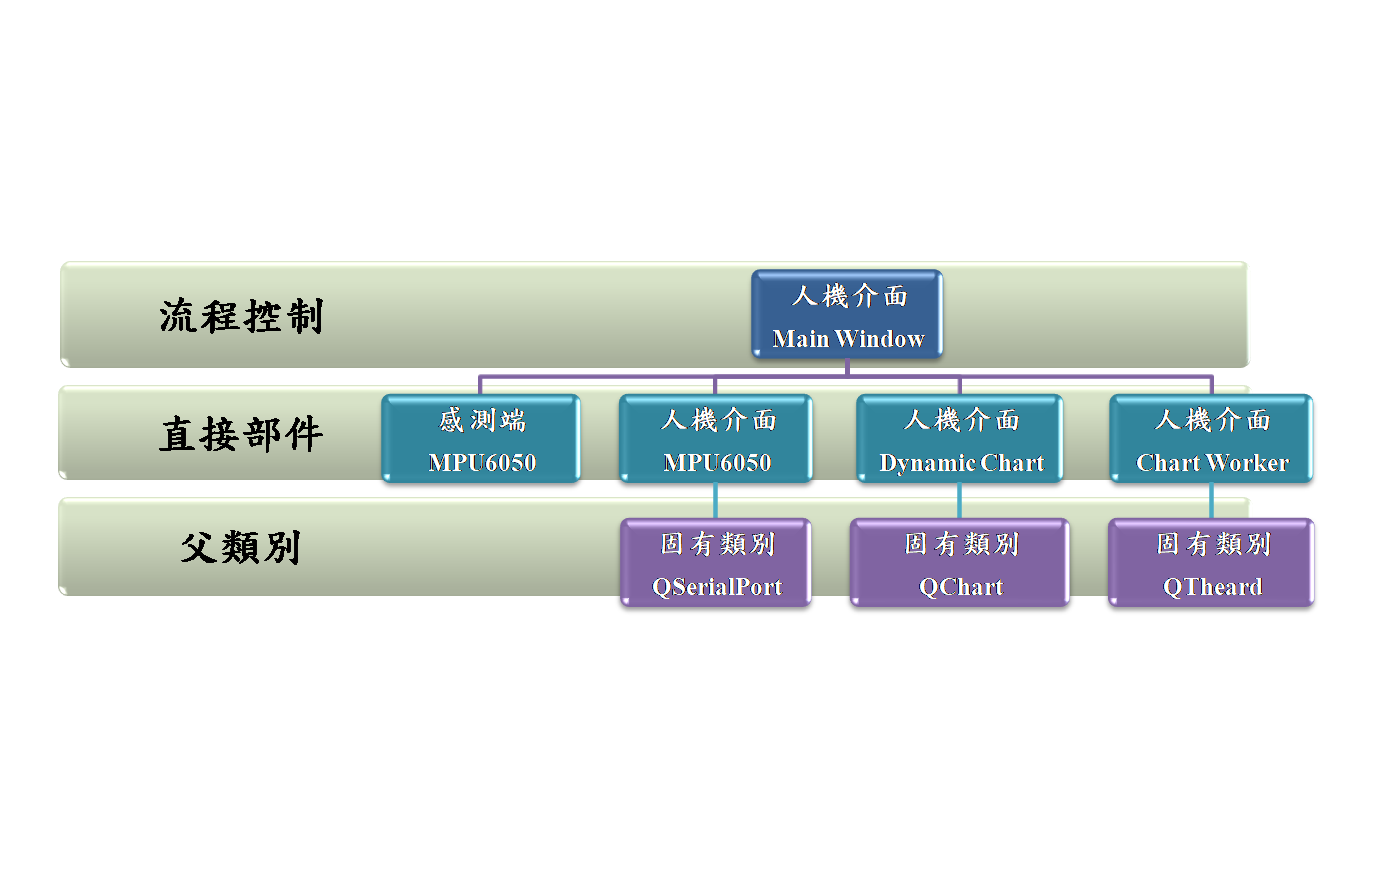 流程控制
人機介面
Main Window
直接部件
感測端
MPU6050
人機介面
MPU6050
人機介面
Dynamic Chart
人機介面
Chart Worker
父類別
固有類別
QSerialPort
固有類別
QChart
固有類別
QTheard